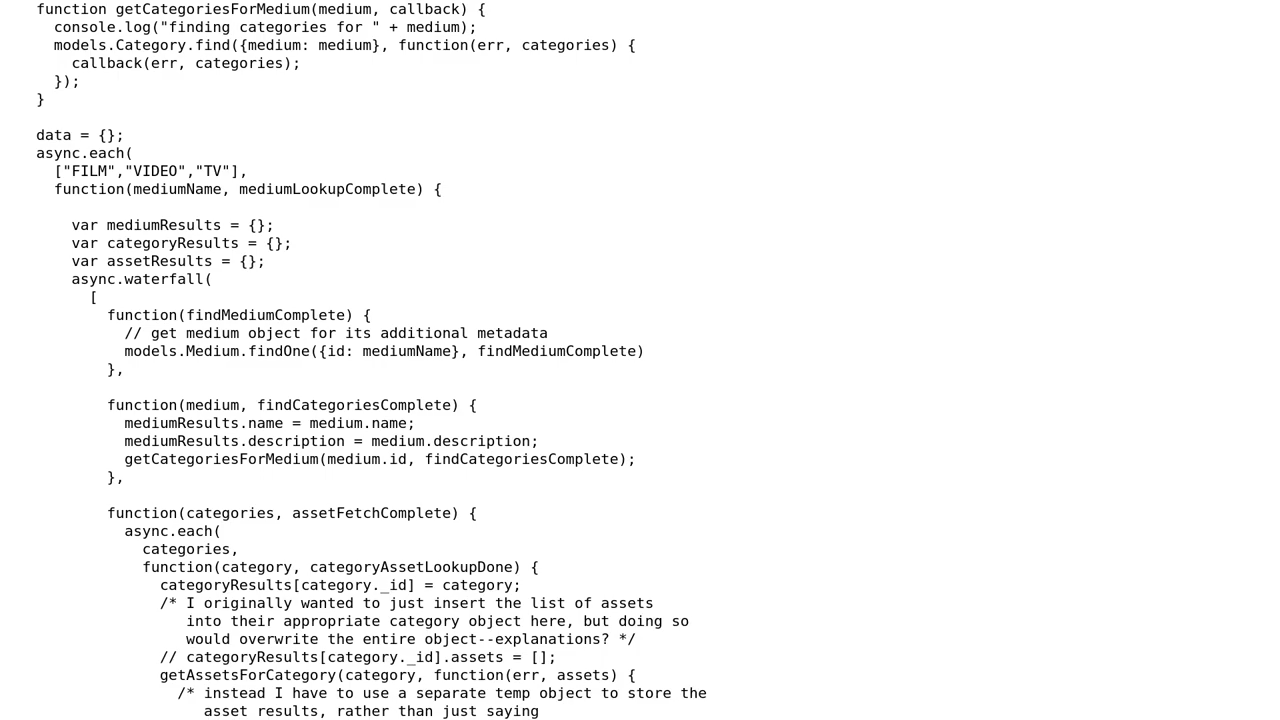 function getCategoriesForMedium(medium, callback) {
  console.log("finding categories for " + medium);
  models.Category.find({medium: medium}, function(err, categories) {
    callback(err, categories);
  });
}

data = {};
async.each(
  ["FILM","VIDEO","TV"],
  function(mediumName, mediumLookupComplete) {

    var mediumResults = {};
    var categoryResults = {};
    var assetResults = {};
    async.waterfall(
      [
        function(findMediumComplete) {
          // get medium object for its additional metadata
          models.Medium.findOne({id: mediumName}, findMediumComplete)
        },

        function(medium, findCategoriesComplete) {
          mediumResults.name = medium.name;
          mediumResults.description = medium.description;
          getCategoriesForMedium(medium.id, findCategoriesComplete);
        },

        function(categories, assetFetchComplete) {
          async.each(
            categories,
            function(category, categoryAssetLookupDone) {
              categoryResults[category._id] = category;
              /* I originally wanted to just insert the list of assets
                 into their appropriate category object here, but doing so
                 would overwrite the entire object--explanations? */
              // categoryResults[category._id].assets = [];
              getAssetsForCategory(category, function(err, assets) {
                /* instead I have to use a separate temp object to store the
                   asset results, rather than just saying